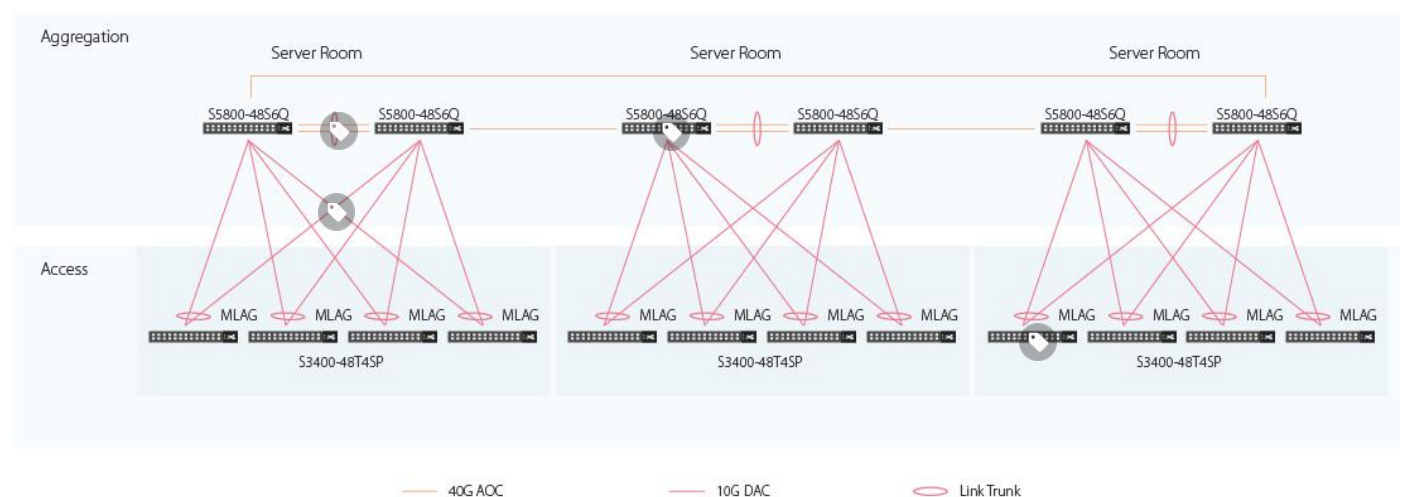 Aggregation
Server Room
Server Room
Server Room
S5800-48S6Q
S5800-48S6Q
S5800-48S6Q
S5800-48S6Q
S5800-48S6Q
S5800-48S6Q
Access
MLAG
MLAG
MLAG
MLAG
MLAG
MLAG
MLAG
MLAG
MLAG
MLAG
MLAG
MLAG
S3400-48T4SP
S3400-48T4SP
S3400-48T4SP
40G AOC
10G DAC
Link Trunk